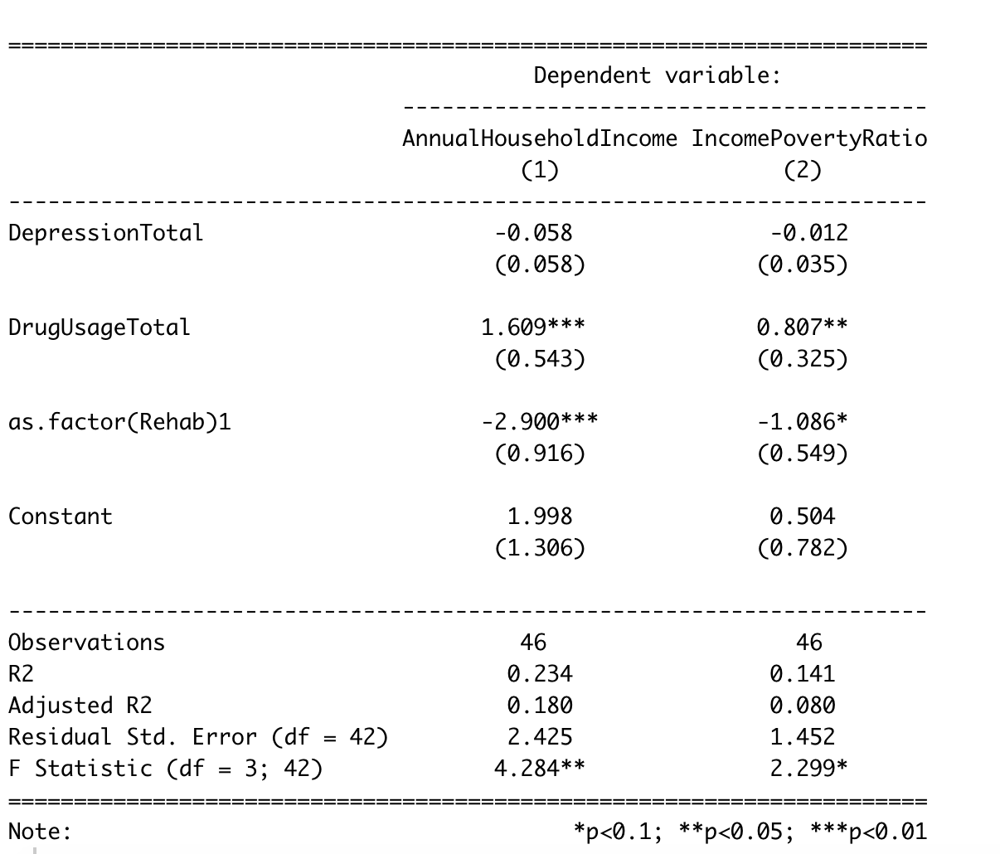 ======================================================================
Dependent variable:
----------------------------------------
AnnualHouseholdIncome IncomePovertyRatio
(1) (2)
----------------------------------------------------------------------
DepressionTotal -0.058 -0.012
(0.058) (0.035)
DrugUsageTotal 1.609*** 0.807**
(0.543) (0.325)
as.factor(Rehab)1 -2.900*** -1.086*
(0.916) (0.549)
Constant 1.998 0.504
(1.306) (0.782)
----------------------------------------------------------------------
Observations 46 46
R2 0.234 0.141
Adjusted R2 0.180 0.080
Residual Std. Error (df = 42) 2.425 1.452
F Statistic (df = 3; 42) 4.284** 2.299*
======================================================================
Note: *p<0.1; **p<0.05; ***p<0.01